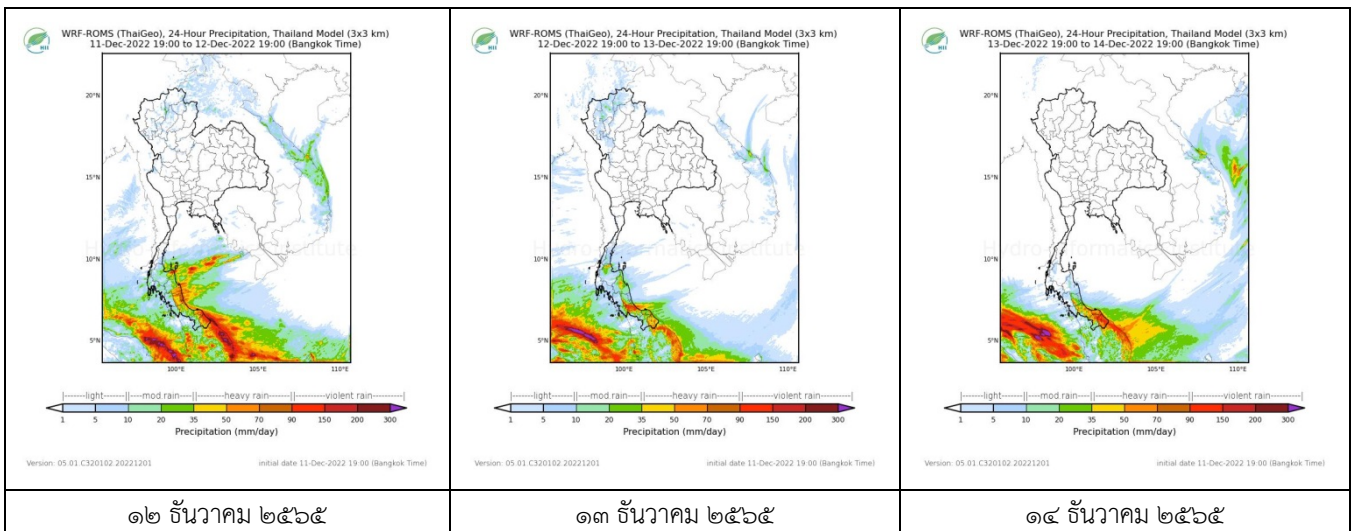 WRF-ROMS (ThaiGeo), 24-Hour Precipitation, Thailand Model (3x3 km)
11-Dec-2022 19:00 to 12-Dec-2022 19:00 (Bangkok Time)
HII
20°N
15°N
10°N
5°N
100°E 105°E 110°E
Hydro-Informatics Institute
|------light------||---mod rain---||------heavy rain------||------violent rain------|
1 5 10 20 35 50 70 90 150 200 300
Precipitation (mm/day)
Version: 05.01.C320102.20221201 initial date 11-Dec-2022 19:00 (Bangkok Time)
๑๒ ธันวาคม ๒๕๖๕
WRF-ROMS (ThaiGeo), 24-Hour Precipitation, Thailand Model (3x3 km)
12-Dec-2022 19:00 to 13-Dec-2022 19:00 (Bangkok Time)
HII
20°N
15°N
10°N
5°N
100°E 105°E 110°E
Hydro-Informatics Institute
|------light------||---mod rain---||------heavy rain------||------violent rain------|
1 5 10 20 35 50 70 90 150 200 300
Precipitation (mm/day)
Version: 05.01.C320102.20221201 initial date 11-Dec-2022 19:00 (Bangkok Time)
๑๓ ธันวาคม ๒๕๖๕
WRF-ROMS (ThaiGeo), 24-Hour Precipitation, Thailand Model (3x3 km)
13-Dec-2022 19:00 to 14-Dec-2022 19:00 (Bangkok Time)
HII
20°N
15°N
10°N
5°N
100°E 105°E 110°E
Hydro-Informatics Institute
|------light------||---mod rain---||------heavy rain------||------violent rain------|
1 5 10 20 35 50 70 90 150 200 300
Precipitation (mm/day)
Version: 05.01.C320102.20221201 initial date 11-Dec-2022 19:00 (Bangkok Time)
๑๔ ธันวาคม ๒๕๖๕